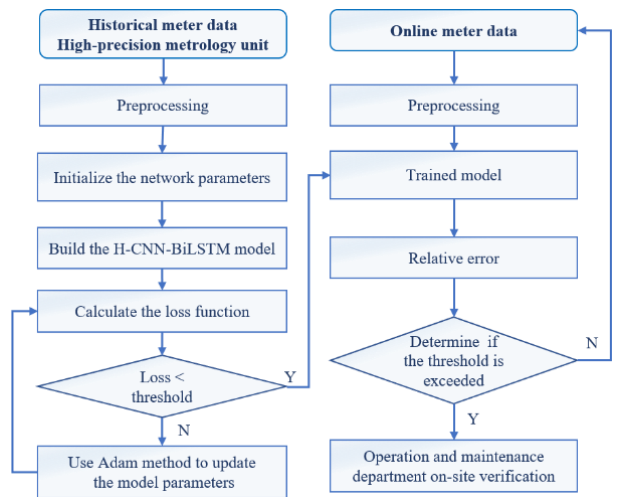 Historical meter data
High-precision metrology unit
Preprocessing
Initialize the network parameters
Build the H-CNN-BiLSTM model
Calculate the loss function
Loss <
threshold
Y
N
Use Adam method to update
the model parameters
Online meter data
Preprocessing
Trained model
Relative error
Determine if
the threshold is
exceeded
N
Y
Operation and maintenance
department on-site verification